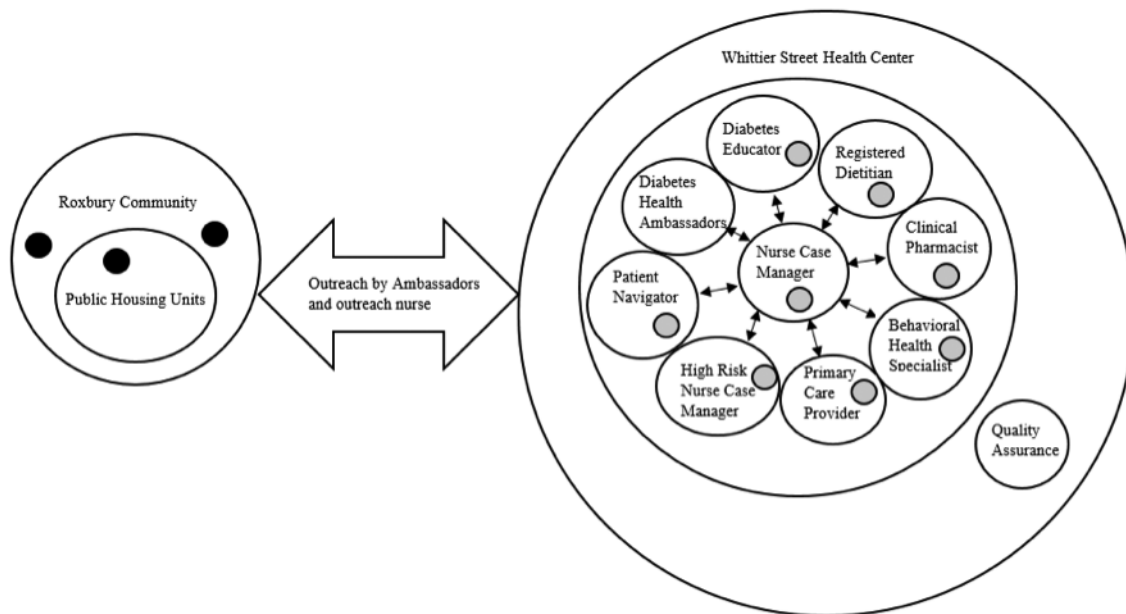 Whittier Street Health Center
Diabetes
Educator
Registered
Dietitian
Diabetes
Health
Ambassadors
Clinical
Pharmacist
Nurse Case
Manager
Patient
Navigator
Behavioral
Health
Specialist
High Risk
Nurse Case
Manager
Primary
Care
Provider
Quality
Assurance
Roxbury Community
Public Housing Units
Outreach by Ambassadors
and outreach nurse